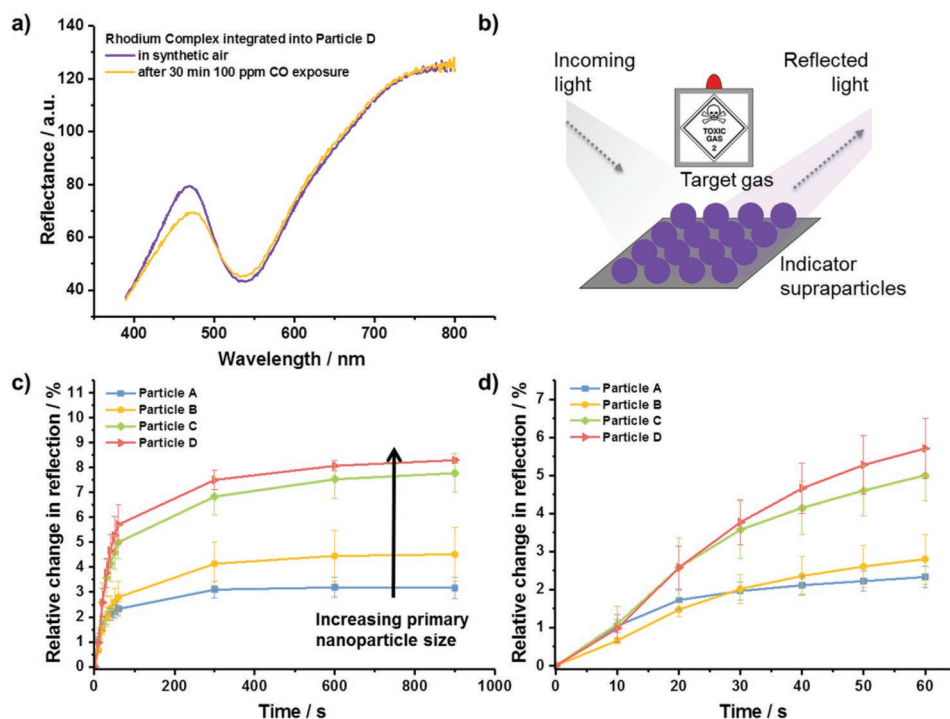 a)
140
120
100
80
60
40
Reflectance / a.u.
Rhodium Complex integrated into Particle D
in synthetic air
after 30 min 100 ppm CO exposure
400 500 600 700 800
Wavelength / nm
b)
Incoming
light
Reflected
light
TOXIC
GAS
2
Target gas
Indicator
supraparticles
c)
11
10
9
8
7
6
5
4
3
2
1
0
Relative change in reflection / %
Particle A
Particle B
Particle C
Particle D
Increasing primary
nanoparticle size
0 200 400 600 800 1000
Time / s
d)
7
6
5
4
3
2
1
0
Relative change in reflection / %
Particle A
Particle B
Particle C
Particle D
0 10 20 30 40 50 60
Time / s